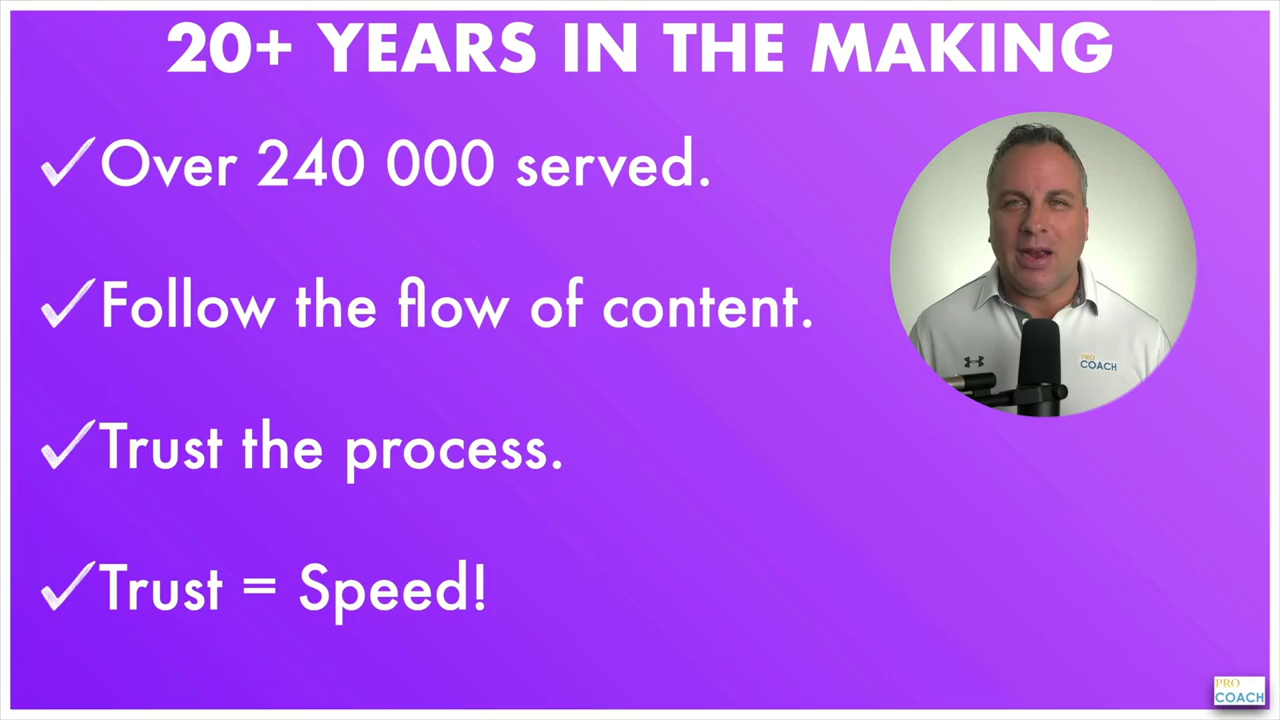 20+ YEARS IN THE MAKING
Over 240 000 served.
Follow the flow of content.
Trust the process.
Trust = Speed!
PRO
COACH
PRO
COACH